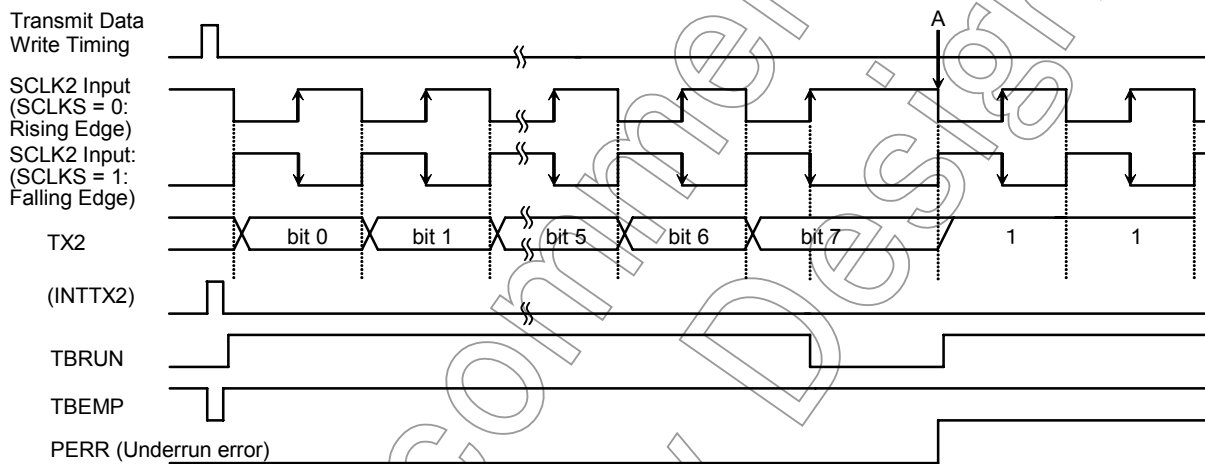 Transmit Data
Write Timing
A
SCLK2 Input
(SCLKS = 0:
Rising Edge)
SCLK2 Input:
(SCLKS = 1:
Falling Edge)
TX2
bit 0
bit 1
bit 5
bit 6
bit 7
1
1
(INTTX2)
TBRUN
TBEMP
PERR (Underrun error)